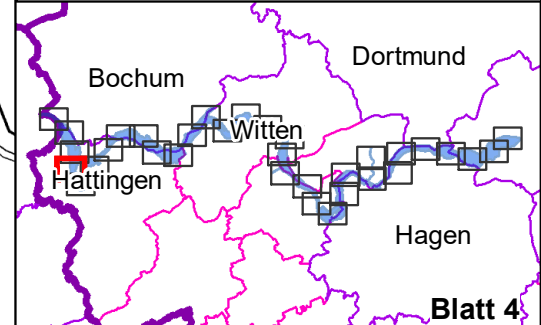 Dortmund
Bochum
Witten
Hattingen
Hagen
Blatt 4